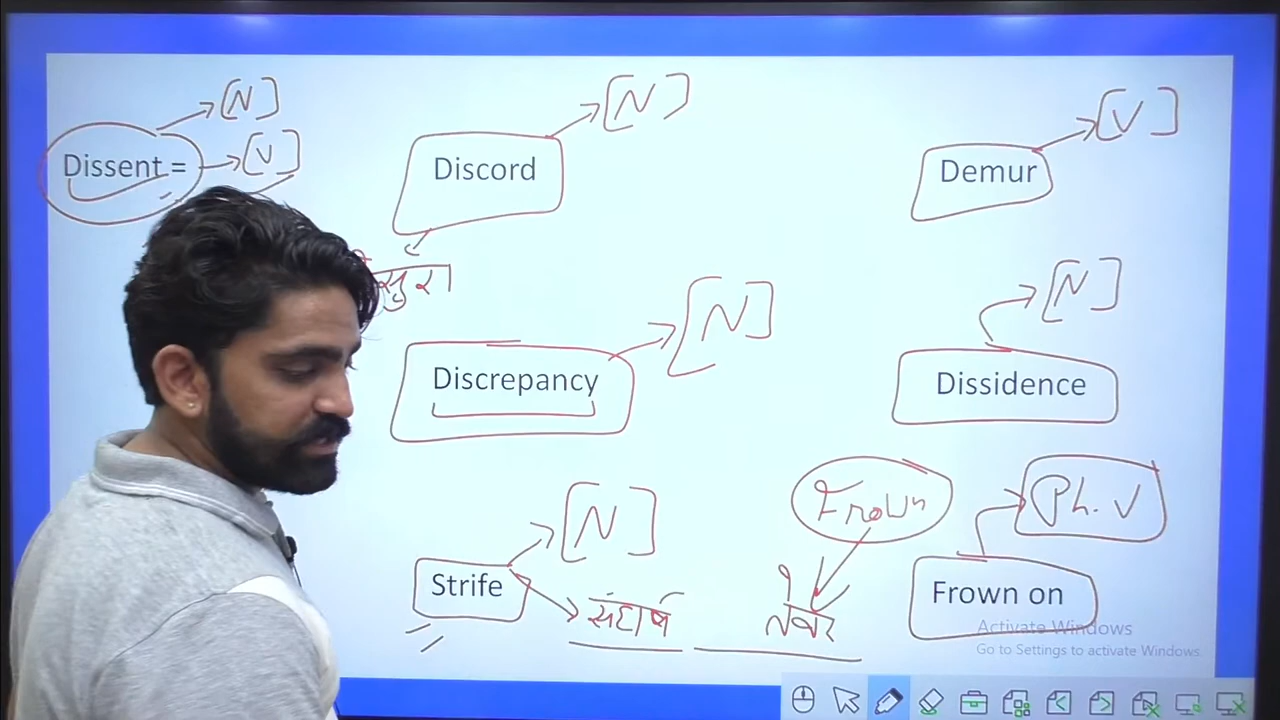 [N]
Dissent =
[V]
Discord
[N]
Demur
[V]
[N]
Discrepancy
[N]
Dissidence
Frown
Ph. V
[N]
Strife
संघर्ष
Frown on
Activate Windows
Go to Settings to activate Windows.